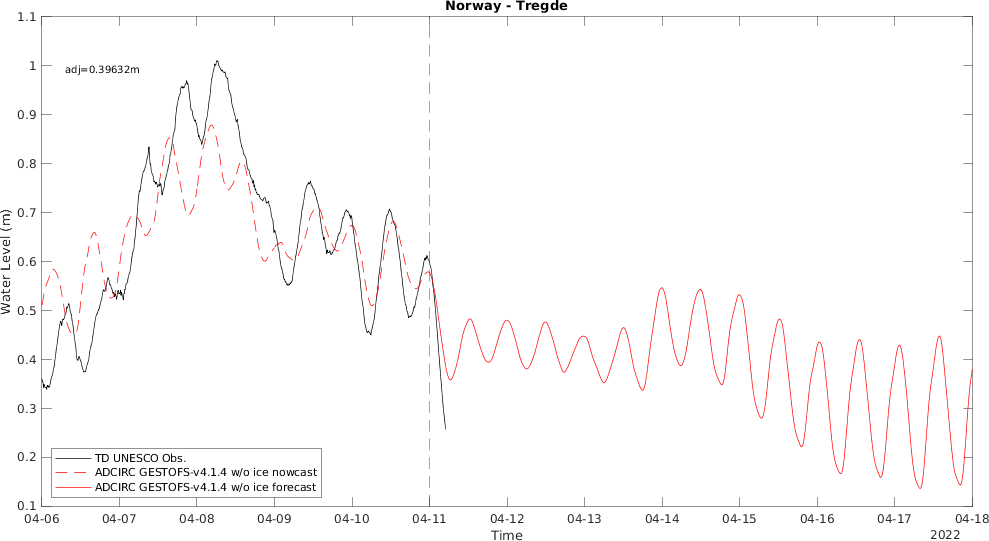 Norway - Tregde
1.1
1
0.9
0.8
0.7
0.6
0.5
0.4
0.3
0.2
0.1
Water Level (m)
adj=0.39632m
TD UNESCO Obs.
ADCIRC GESTOFS-v4.1.4 w/o ice nowcast
ADCIRC GESTOFS-v4.1.4 w/o ice forecast
04-06 04-07 04-08 04-09 04-10 04-11 04-12 04-13 04-14 04-15 04-16 04-17 04-18
Time
2022